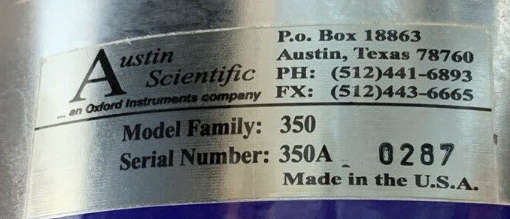 Austin
Scientific
... an Oxford Instruments company
P.o. Box 18863
Austin, Texas 78760
PH: (512)441-6893
FX: (512)443-6665
Model Family: 350
Serial Number: 350A 0287
Made in the U.S.A.